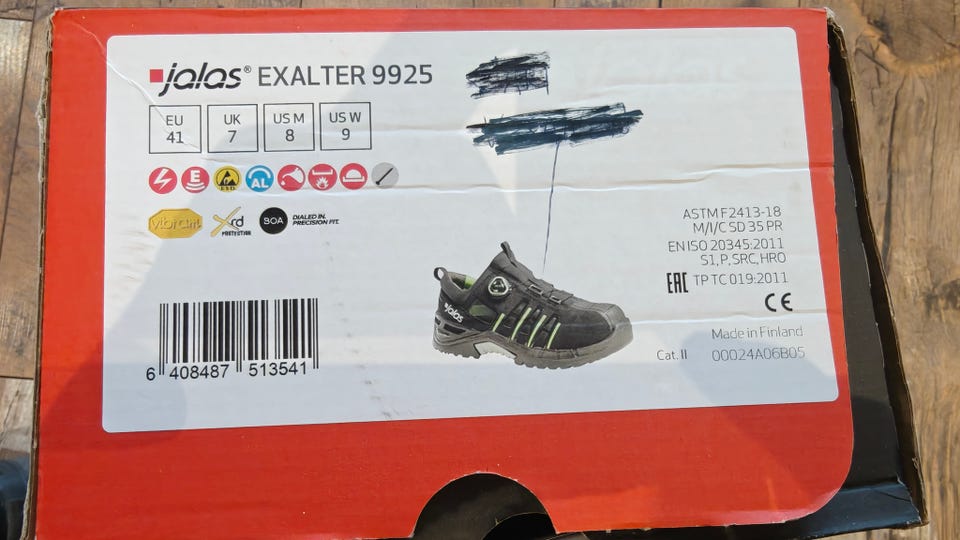 jalas® EXALTER 9925
EU 41
UK 7
US M 8
US W 9
E
ESD
AL
vibram
Xrd
PROTECTION
BOA
DIALED IN.
PRECISION FIT.
ASTM F2413-18
M/I/C SD 35 PR
EN ISO 20345:2011
S1, P, SRC, HRO
EAC TP TC 019:2011
CE
Made in Finland
Cat. II 00024A06B05
jalas
6 408487 513541